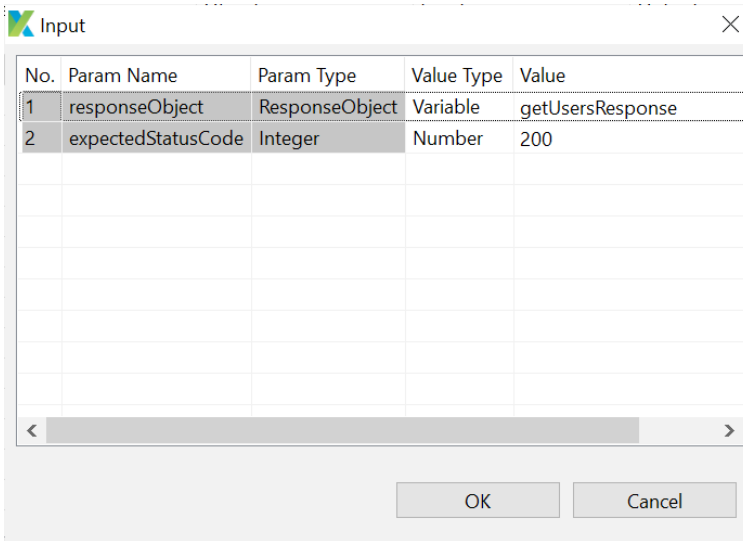 Input
No. Param Name Param Type Value Type Value
1 responseObject ResponseObject Variable getUsersResponse
2 expectedStatusCode Integer Number 200
OK Cancel